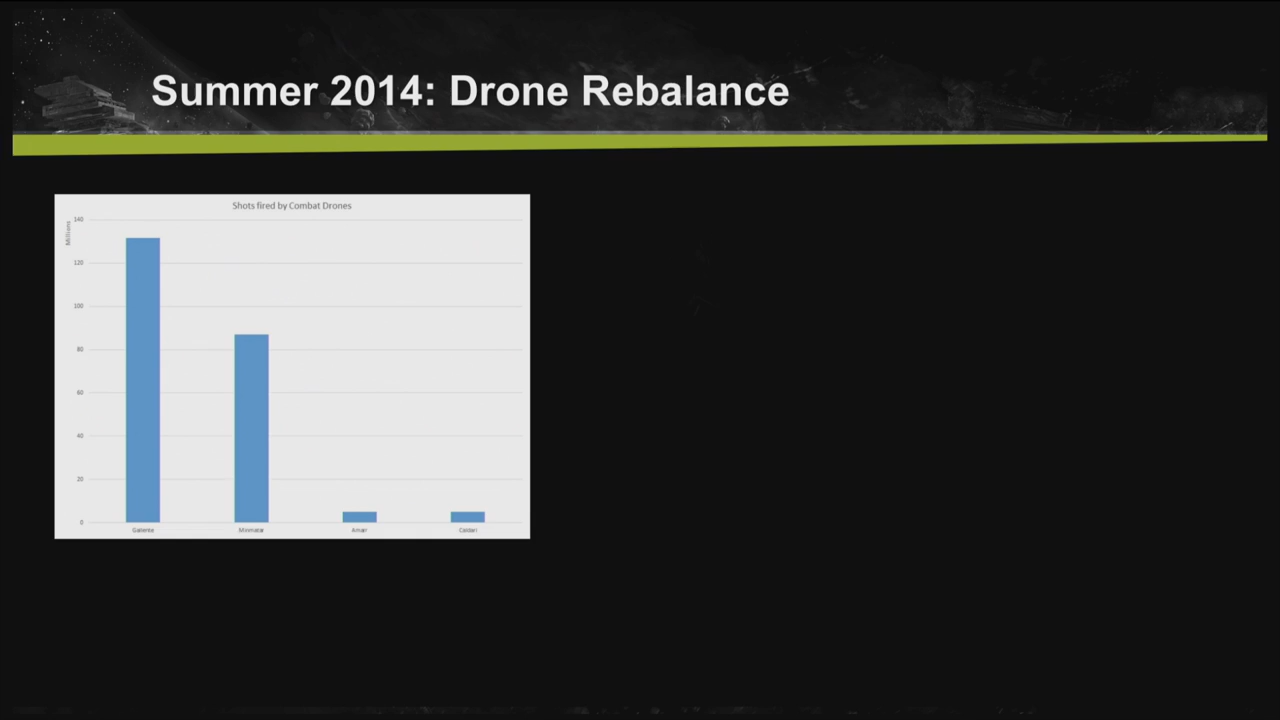 Summer 2014: Drone Rebalance
Shots fired by Combat Drones
Millions
140
120
100
80
60
40
20
0
Gallente Minmatar Amarr Caldari